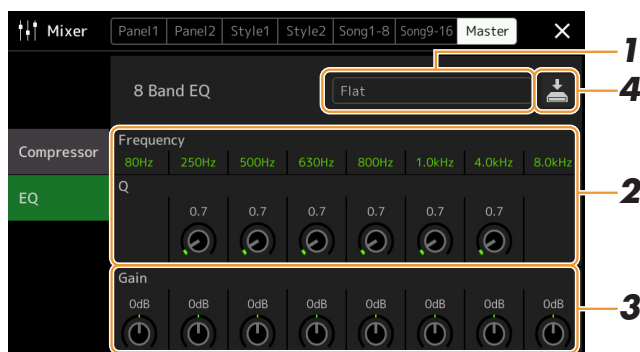 Mixer Panel1 Panel2 Style1 Style2 Song1-8 Song9-16 Master
1
8 Band EQ Flat
4
Frequency
Compressor
80Hz 250Hz 500Hz 630Hz 800Hz 1.0kHz 4.0kHz 8.0kHz
EQ
Q
2
0.7 0.7 0.7 0.7 0.7 0.7
Gain
0dB 0dB 0dB 0dB 0dB 0dB 0dB 0dB
3